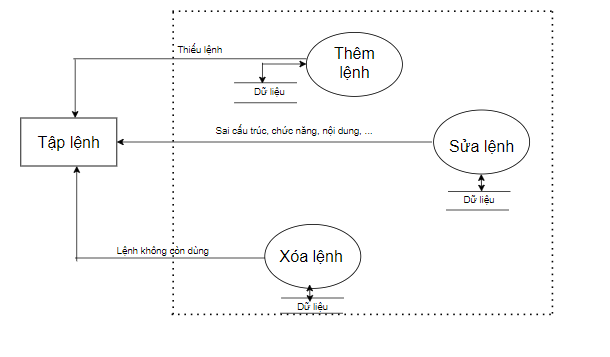 Thiếu lệnh
Thêm
lệnh
Dữ liệu
Sai cấu trúc, chức năng, nội dung, ...
Tập lệnh
Sửa lệnh
Dữ liệu
Lệnh không còn dùng
Xóa lệnh
Dữ liệu